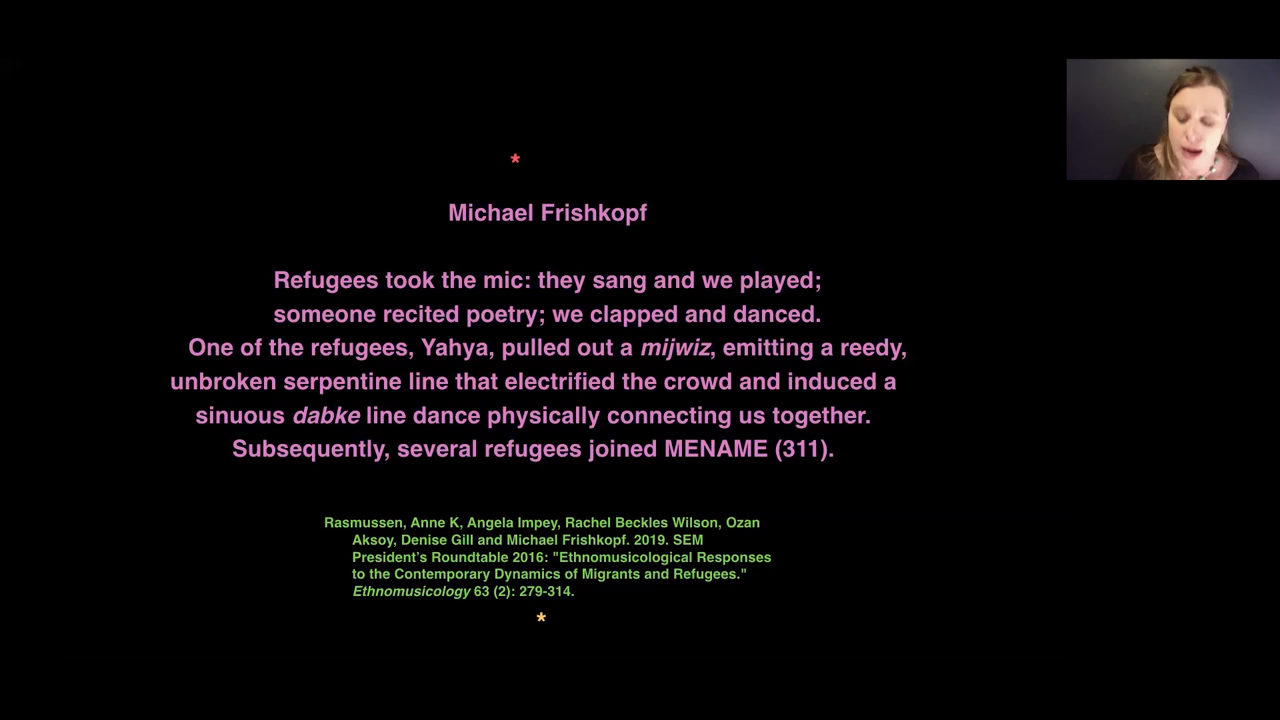 *
Michael Frishkopf
Refugees took the mic: they sang and we played;
someone recited poetry; we clapped and danced.
One of the refugees, Yahya, pulled out a mijwiz, emitting a reedy,
unbroken serpentine line that electrified the crowd and induced a
sinuous dabke line dance physically connecting us together.
Subsequently, several refugees joined MENAME (311).
Rasmussen, Anne K, Angela Impey, Rachel Beckles Wilson, Ozan
Aksoy, Denise Gill and Michael Frishkopf. 2019. SEM
President’s Roundtable 2016: "Ethnomusicological Responses
to the Contemporary Dynamics of Migrants and Refugees."
Ethnomusicology 63 (2): 279-314.
*